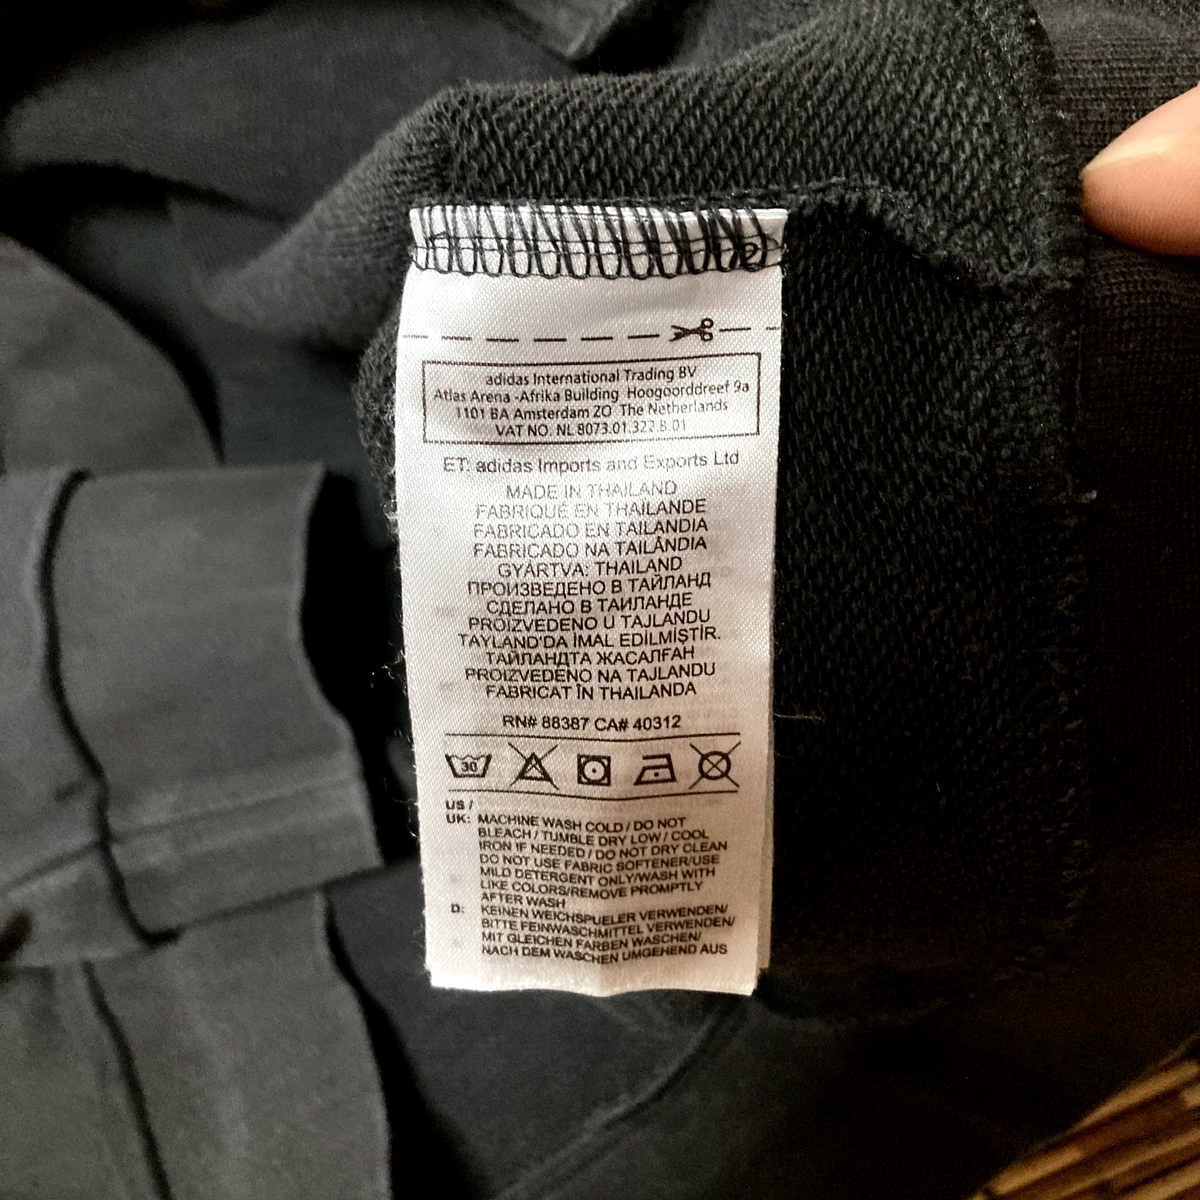 adidas International Trading BV
Atlas Arena -Afrika Building Hoogoorddreef 9a
1101 BA Amsterdam ZO The Netherlands
VAT NO. NL 8073.01.322.B.01
ET: adidas Imports and Exports Ltd
MADE IN THAILAND
FABRIQUÉ EN THAILANDE
FABRICADO EN TAILANDIA
FABRICADO NA TAILÂNDIA
GYÁRTVA: THAILAND
ПРОИЗВЕДЕНО В ТАЙЛАНД
СДЕЛАНО В ТАИЛАНДЕ
PROIZVEDENO U TAJLANDU
TAYLAND'DA İMAL EDİLMİŞTİR.
ТАЙЛАНДТА ЖАСАЛҒАН
PROIZVEDENO NA TAJLANDU
FABRICAT ÎN THAILANDA
RN# 88387 CA# 40312
30
US /
UK: MACHINE WASH COLD / DO NOT
BLEACH / TUMBLE DRY LOW / COOL
IRON IF NEEDED / DO NOT DRY CLEAN
DO NOT USE FABRIC SOFTENER/USE
MILD DETERGENT ONLY/WASH WITH
LIKE COLORS/REMOVE PROMPTLY
AFTER WASH
D: KEINEN WEICHSPUELER VERWENDEN/
BITTE FEINWASCHMITTEL VERWENDEN/
MIT GLEICHEN FARBEN WASCHEN/
NACH DEM WASCHEN UMGEHEND AUS